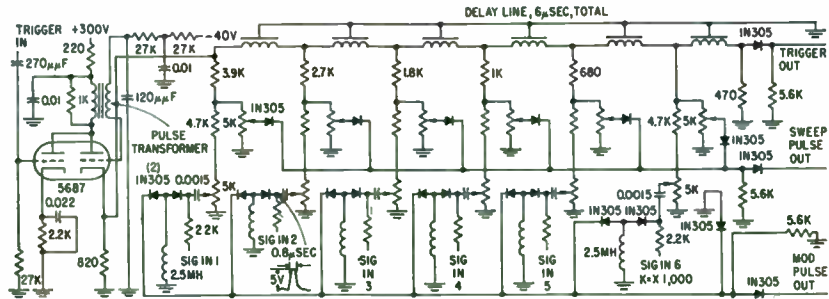 DELAY LINE, 6μSEC, TOTAL
TRIGGER IN
+300V
220
270μμF
27K
27K
-40V
0.01
0.01
1K
120μμF
PULSE TRANSFORMER
5687
0.022
2.2K
27K
820
3.9K
2.7K
1.8K
1K
680
1N305
TRIGGER OUT
470
5.6K
4.7K
5K
1N305
4.7K
5K
1N305
SWEEP PULSE OUT
1N305
5.6K
(2)
1N305
0.0015
5K
2.2K
SIG IN 1
2.5MH
SIG IN 2
0.8μSEC
5V
SIG IN 3
SIG IN 4
SIG IN 5
0.0015
5K
1N305
1N305
2.5MH
2.2K
SIG IN 6
K=X 1,000
1N305
5.6K
MOD PULSE OUT
1N305